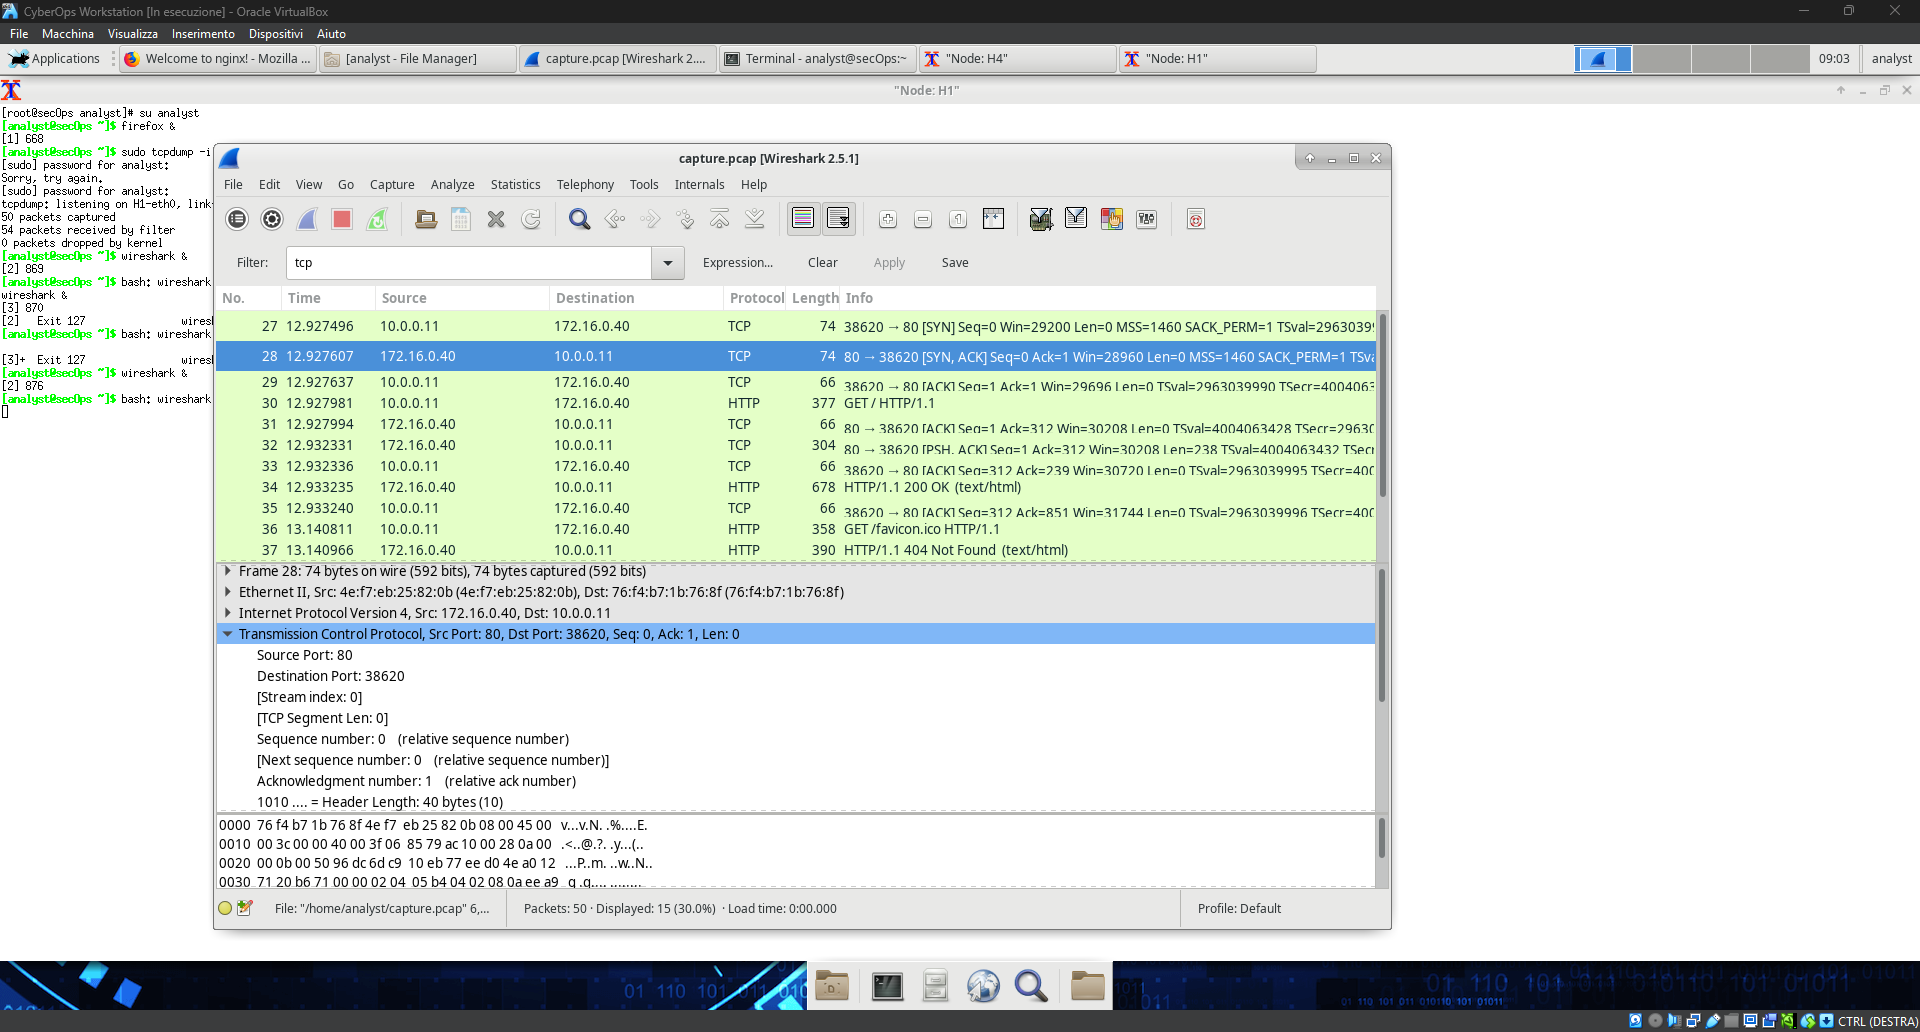 CyberOps Workstation [In esecuzione] - Oracle VirtualBox
File Macchina Visualizza Inserimento Dispositivi Aiuto
Applications Welcome to nginx! - Mozilla ... [analyst - File Manager] capture.pcap [Wireshark 2.... Terminal - analyst@secOps:~ "Node: H4" "Node: H1" 09:03 analyst
"Node: H1"
[root@secOps analyst]# su analyst
[analyst@secOps ~]$ firefox &
[1] 668
[analyst@secOps ~]$ sudo tcpdump -i
[sudo] password for analyst:
Sorry, try again.
[sudo] password for analyst:
tcpdump: listening on H1-eth0, link
50 packets captured
54 packets received by filter
0 packets dropped by kernel
[analyst@secOps ~]$ wireshark &
[2] 869
[analyst@secOps ~]$ bash: wireshark
wireshark &
[3] 870
[2] Exit 127 wires
[analyst@secOps ~]$ bash: wireshark
[3]+ Exit 127 wires
[analyst@secOps ~]$ wireshark &
[2] 876
[analyst@secOps ~]$ bash: wireshark
capture.pcap [Wireshark 2.5.1]
File Edit View Go Capture Analyze Statistics Telephony Tools Internals Help
Filter: tcp Expression... Clear Apply Save
No. Time Source Destination Protocol Length Info
27 12.927496 10.0.0.11 172.16.0.40 TCP 74 38620 → 80 [SYN] Seq=0 Win=29200 Len=0 MSS=1460 SACK_PERM=1 TSval=2963039
28 12.927607 172.16.0.40 10.0.0.11 TCP 74 80 → 38620 [SYN, ACK] Seq=0 Ack=1 Win=28960 Len=0 MSS=1460 SACK_PERM=1 TSv
29 12.927637 10.0.0.11 172.16.0.40 TCP 66 38620 → 80 [ACK] Seq=1 Ack=1 Win=29696 Len=0 TSval=2963039990 TSecr=4004063
30 12.927981 10.0.0.11 172.16.0.40 HTTP 377 GET / HTTP/1.1
31 12.927994 172.16.0.40 10.0.0.11 TCP 66 80 → 38620 [ACK] Seq=1 Ack=312 Win=30208 Len=0 TSval=4004063428 TSecr=29630
32 12.932331 172.16.0.40 10.0.0.11 TCP 304 80 → 38620 [PSH, ACK] Seq=1 Ack=312 Win=30208 Len=238 TSval=4004063432 TSec
33 12.932336 10.0.0.11 172.16.0.40 TCP 66 38620 → 80 [ACK] Seq=312 Ack=239 Win=30720 Len=0 TSval=2963039995 TSecr=400
34 12.933235 172.16.0.40 10.0.0.11 HTTP 678 HTTP/1.1 200 OK (text/html)
35 12.933240 10.0.0.11 172.16.0.40 TCP 66 38620 → 80 [ACK] Seq=312 Ack=851 Win=31744 Len=0 TSval=2963039996 TSecr=400
36 13.140811 10.0.0.11 172.16.0.40 HTTP 358 GET /favicon.ico HTTP/1.1
37 13.140966 172.16.0.40 10.0.0.11 HTTP 390 HTTP/1.1 404 Not Found (text/html)
Frame 28: 74 bytes on wire (592 bits), 74 bytes captured (592 bits)
Ethernet II, Src: 4e:f7:eb:25:82:0b (4e:f7:eb:25:82:0b), Dst: 76:f4:b7:1b:76:8f (76:f4:b7:1b:76:8f)
Internet Protocol Version 4, Src: 172.16.0.40, Dst: 10.0.0.11
Transmission Control Protocol, Src Port: 80, Dst Port: 38620, Seq: 0, Ack: 1, Len: 0
Source Port: 80
Destination Port: 38620
[Stream index: 0]
[TCP Segment Len: 0]
Sequence number: 0 (relative sequence number)
[Next sequence number: 0 (relative sequence number)]
Acknowledgment number: 1 (relative ack number)
1010 .... = Header Length: 40 bytes (10)
0000 76 f4 b7 1b 76 8f 4e f7 eb 25 82 0b 08 00 45 00 v...v.N. .%....E.
0010 00 3c 00 00 40 00 3f 06 85 79 ac 10 00 28 0a 00 .<..@.?. .y...(..
0020 00 0b 00 50 96 dc 6d c9 10 eb 77 ee d0 4e a0 12 ...P..m. ..w..N..
0030 71 20 b6 71 00 00 02 04 05 b4 04 02 08 0a ee a9 q .q.... ........
File: "/home/analyst/capture.pcap" 6,... Packets: 50 · Displayed: 15 (30.0%) · Load time: 0:00.000 Profile: Default
CTRL (DESTRA)